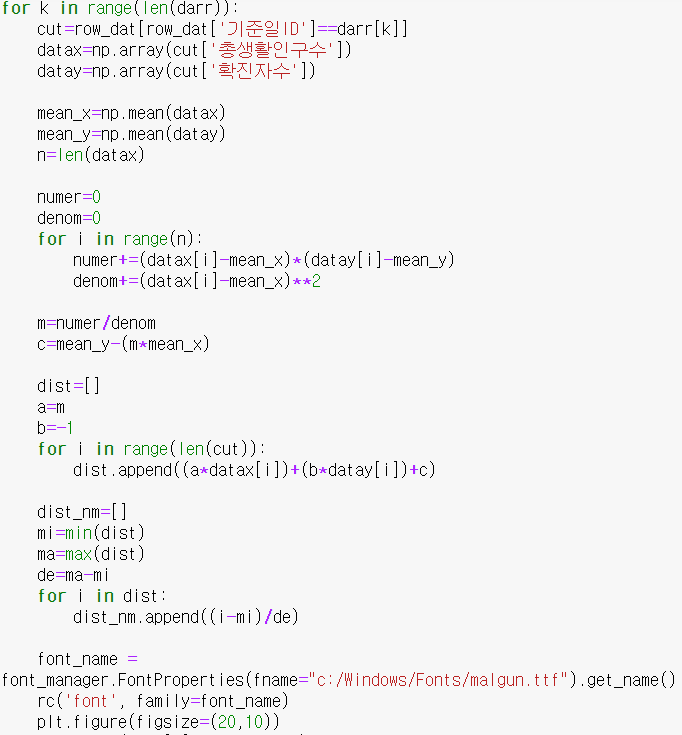 for k in range(len(darr)):
    cut=row_dat[row_dat['기준일ID']==darr[k]]
    datax=np.array(cut['총생활인구수'])
    datay=np.array(cut['확진자수'])

    mean_x=np.mean(datax)
    mean_y=np.mean(datay)
    n=len(datax)

    numer=0
    denom=0
    for i in range(n):
        numer+=(datax[i]-mean_x)*(datay[i]-mean_y)
        denom+=(datax[i]-mean_x)**2

    m=numer/denom
    c=mean_y-(m*mean_x)

    dist=[]
    a=m
    b=-1
    for i in range(len(cut)):
        dist.append((a*datax[i])+(b*datay[i])+c)

    dist_nm=[]
    mi=min(dist)
    ma=max(dist)
    de=ma-mi
    for i in dist:
        dist_nm.append((i-mi)/de)

    font_name =
font_manager.FontProperties(fname="c:/Windows/Fonts/malgun.ttf").get_name()
    rc('font', family=font_name)
    plt.figure(figsize=(20,10))